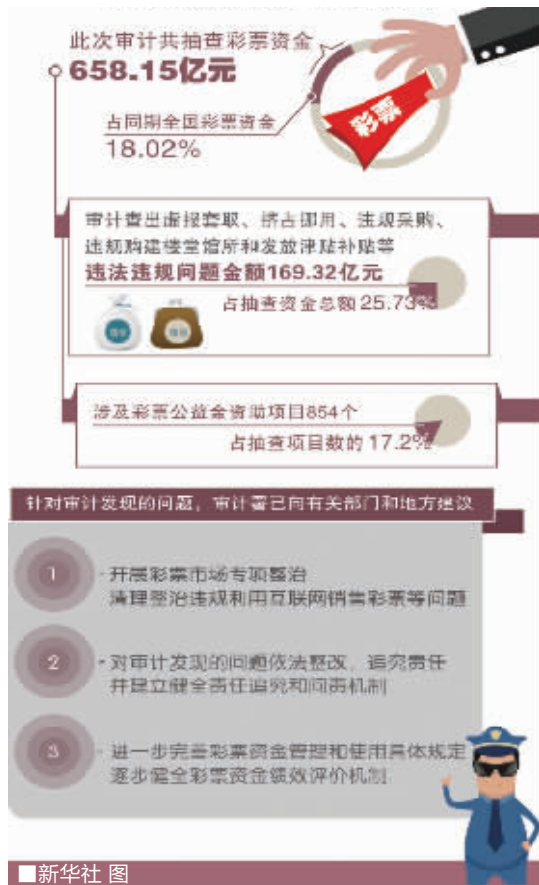 此次审计共抽查彩票资金
658.15亿元
占同期全国彩票资金
18.02%
彩票
审计查出虚报套取、挤占挪用、违规采购、
违规购建楼堂馆所和发放津贴补贴等
违法违规问题金额169.32亿元
占抽查资金总额25.73%
涉及彩票公益金资助项目854个
占抽查项目数的17.2%
针对审计发现的问题，审计署已向有关部门和地方建议
1
开展彩票市场专项整治
清理整治违规利用互联网销售彩票等问题
2
对审计发现的问题依法整改、追究责任
并建立健全责任追究和问责机制
3
进一步完善彩票资金管理和使用具体规定
逐步健全彩票资金绩效评价机制
■新华社 图